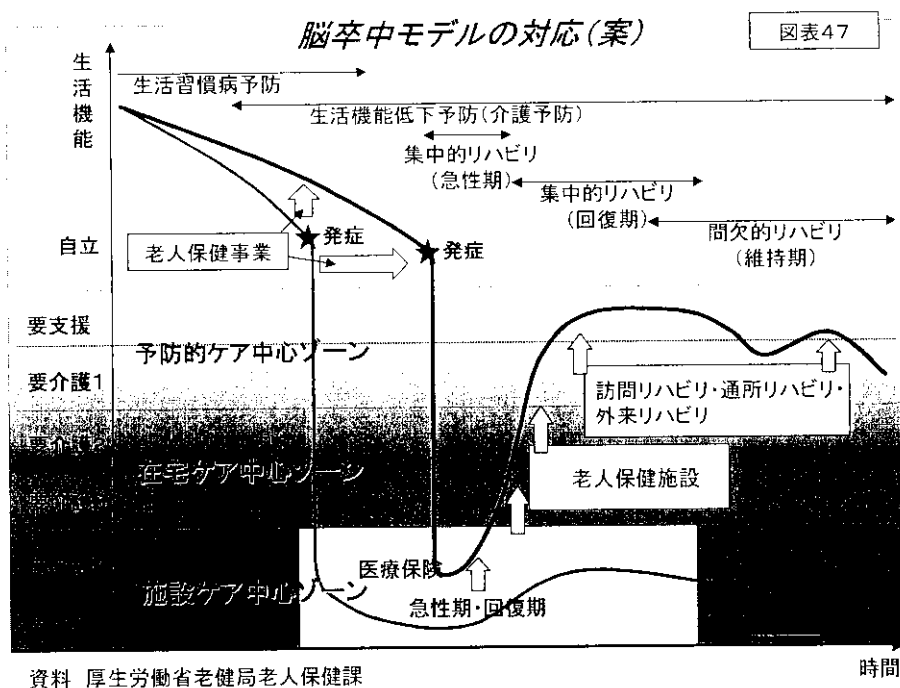 脳卒中モデルの対応(案)
図表47
生活機能
生活習慣病予防
生活機能低下予防(介護予防)
集中的リハビリ
(急性期)
集中的リハビリ
(回復期)
間欠的リハビリ
(維持期)
自立
老人保健事業
発症
発症
要支援
予防的ケア中心ゾーン
要介護1
訪問リハビリ・通所リハビリ・
外来リハビリ
在宅ケア中心ゾーン
老人保健施設
医療保険
施設ケア中心ゾーン
急性期・回復期
時間
資料 厚生労働省老健局老人保健課